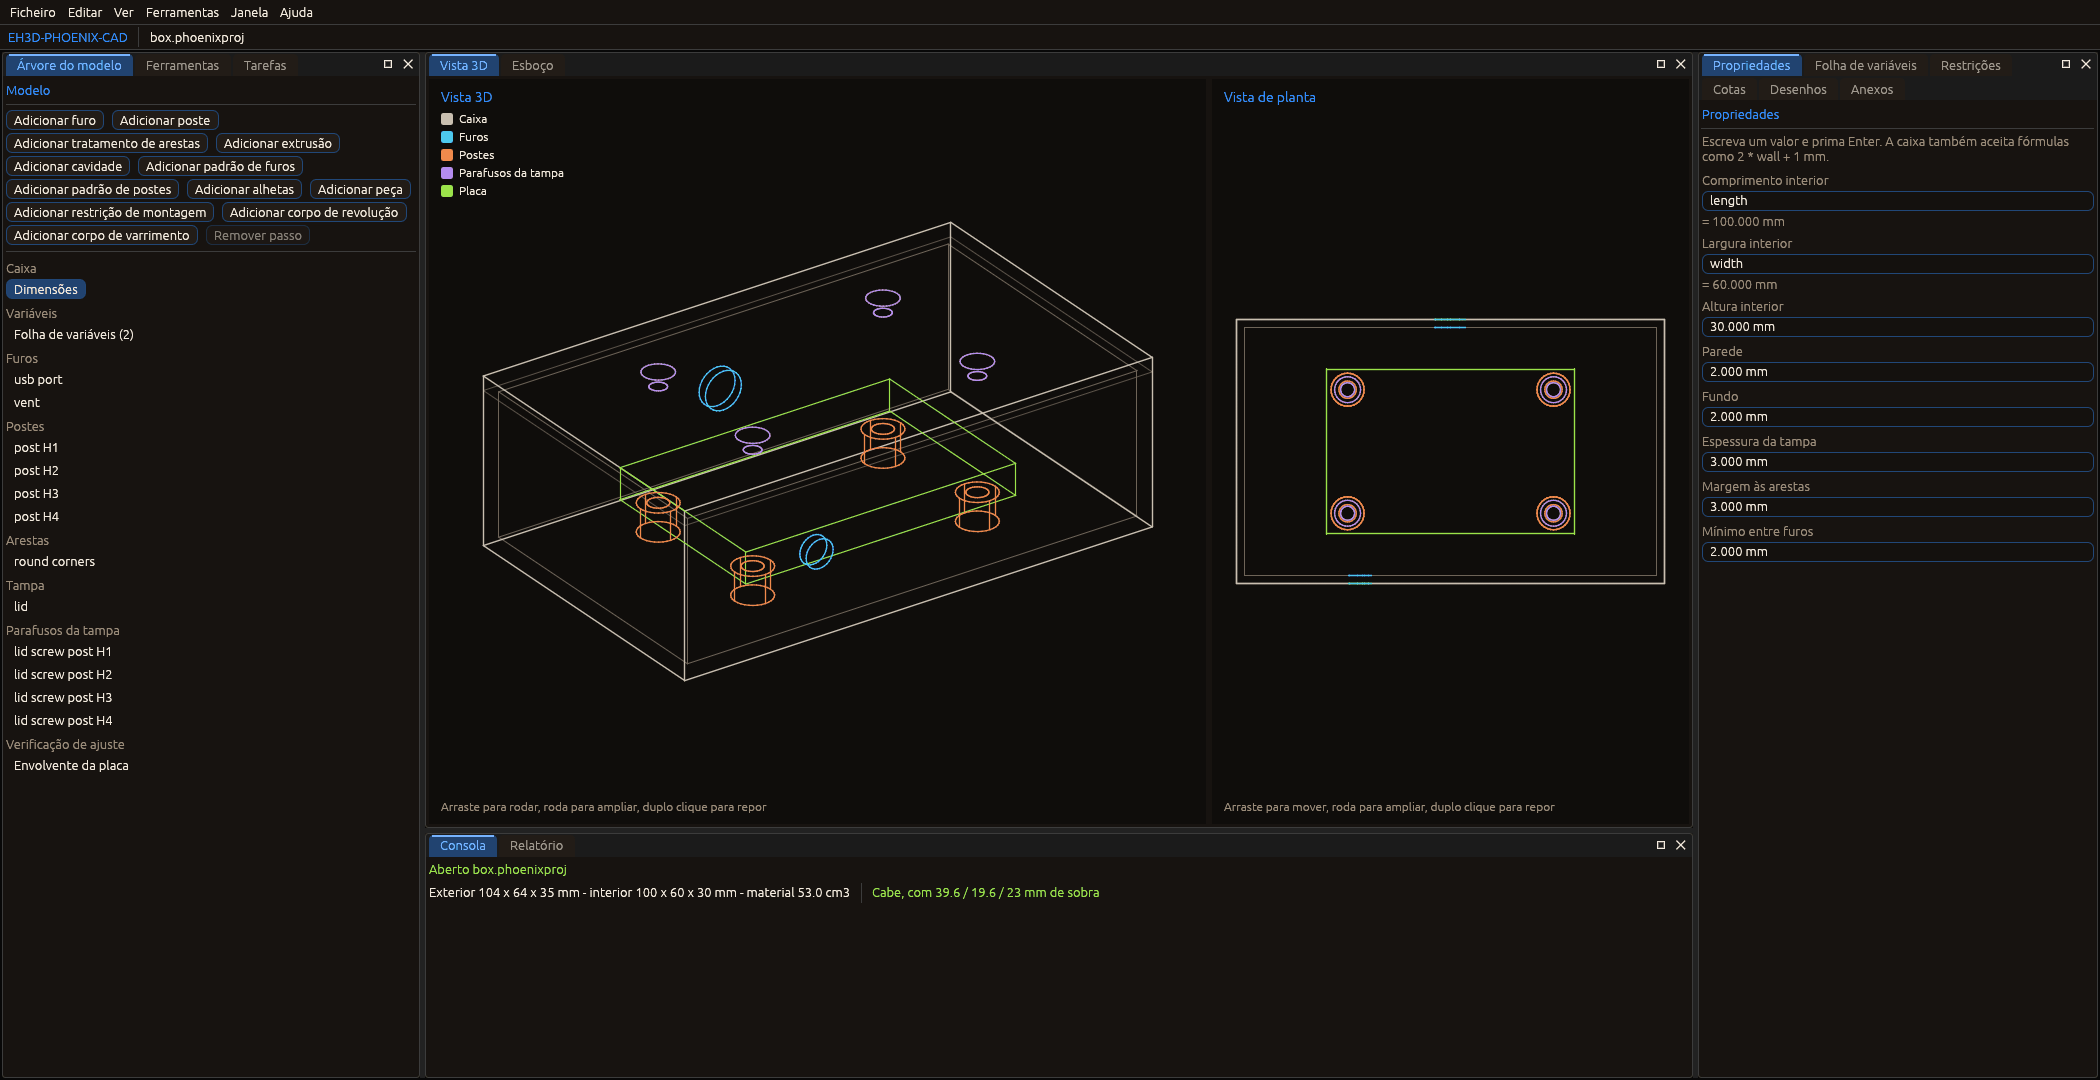 Ficheiro Editar Ver Ferramentas Janela Ajuda
EH3D-PHOENIX-CAD box.phoenixproj
Árvore do modelo Ferramentas Tarefas
Modelo
Adicionar furo Adicionar poste
Adicionar tratamento de arestas Adicionar extrusão
Adicionar cavidade Adicionar padrão de furos
Adicionar padrão de postes Adicionar alhetas Adicionar peça
Adicionar restrição de montagem Adicionar corpo de revolução
Adicionar corpo de varrimento Remover passo
Caixa
Dimensões
Variáveis
Folha de variáveis (2)
Furos
usb port
vent
Postes
post H1
post H2
post H3
post H4
Arestas
round corners
Tampa
lid
Parafusos da tampa
lid screw post H1
lid screw post H2
lid screw post H3
lid screw post H4
Verificação de ajuste
Envolvente da placa
Vista 3D Esboço
Vista 3D
Caixa
Furos
Postes
Parafusos da tampa
Placa
Arraste para rodar, roda para ampliar, duplo clique para repor
Vista de planta
Arraste para mover, roda para ampliar, duplo clique para repor
Consola Relatório
Aberto box.phoenixproj
Exterior 104 x 64 x 35 mm - interior 100 x 60 x 30 mm - material 53.0 cm3 Cabe, com 39.6 / 19.6 / 23 mm de sobra
Propriedades Folha de variáveis Restrições
Cotas Desenhos Anexos
Propriedades
Escreva um valor e prima Enter. A caixa também aceita fórmulas
como 2 * wall + 1 mm.
Comprimento interior
length
= 100.000 mm
Largura interior
width
= 60.000 mm
Altura interior
30.000 mm
Parede
2.000 mm
Fundo
2.000 mm
Espessura da tampa
3.000 mm
Margem às arestas
3.000 mm
Mínimo entre furos
2.000 mm